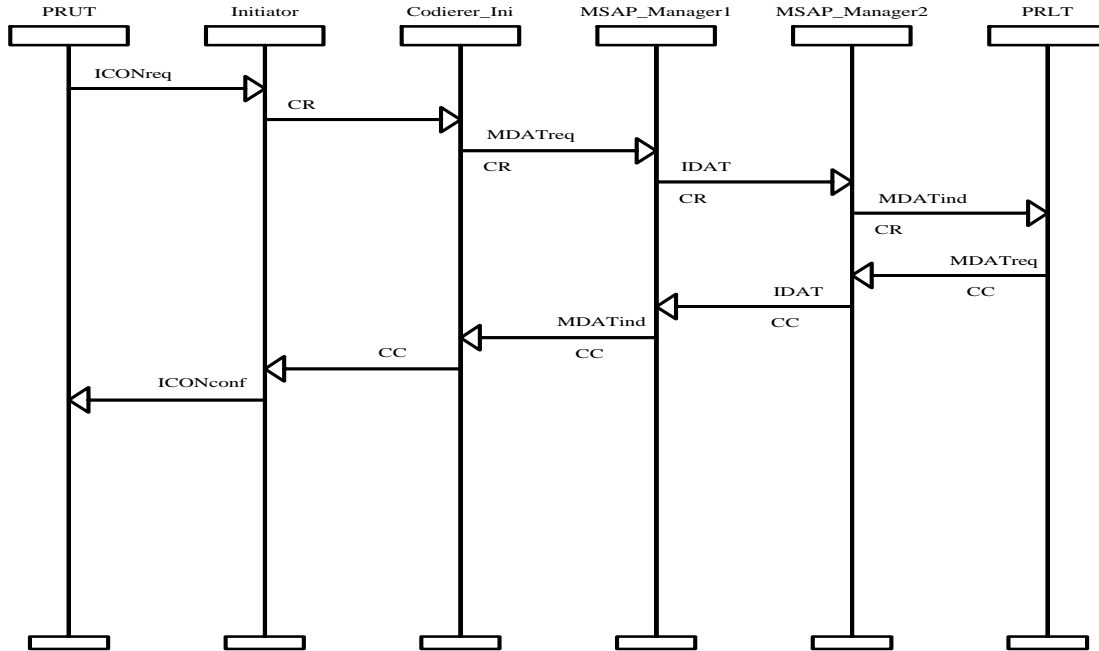 PRUT Initiator Codierer_Ini MSAP_Manager1 MSAP_Manager2 PRLT
ICONreq
CR
MDATreq
CR
IDAT
CR
MDATind
CR
MDATreq
CC
IDAT
CC
MDATind
CC
CC
ICONconf